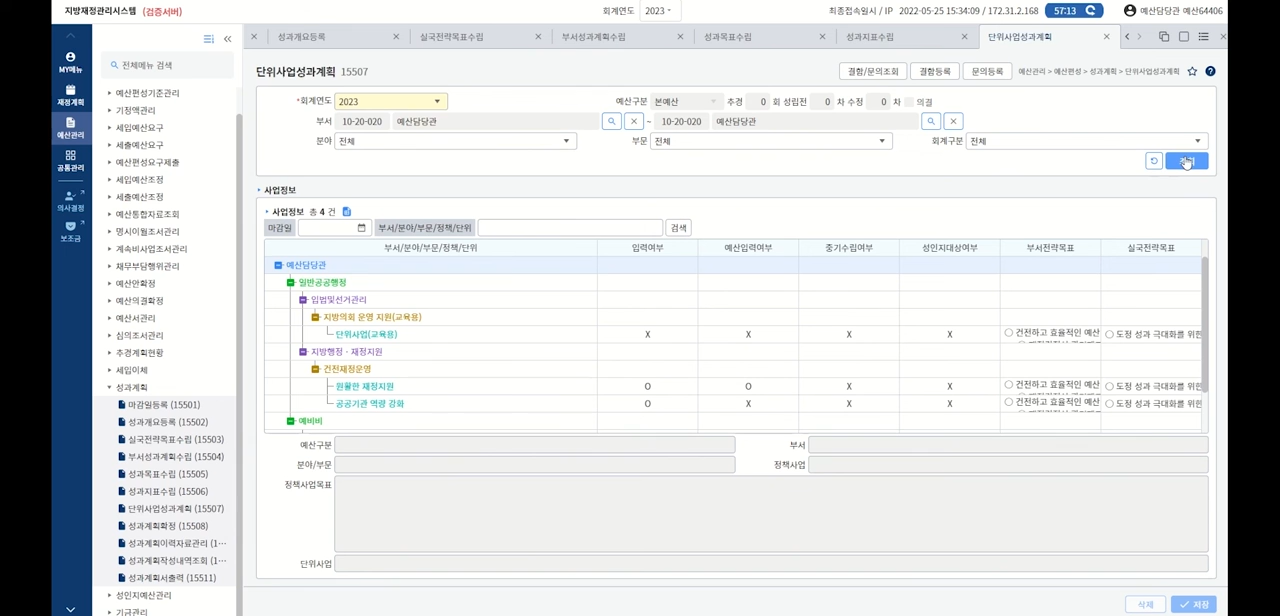 지방재정관리시스템 (검증서버)
회계연도 2023
최종접속일시 / IP 2022-05-25 15:34:09 / 172.31.2.168 57:13 예산담당관 예산64406
성과개요등록 실국전략목표수립 부서성과계획수립 성과목표수립 성과지표수립 단위사업성과계획
MY메뉴
재정계획
예산관리
공통관리
의사결정
보조금
전체메뉴 검색
예산편성기준관리
기정액관리
세입예산요구
세출예산요구
예산편성요구제출
세입예산조정
세출예산조정
예산통합자료조회
명시이월조서관리
계속비사업조서관리
채무부담행위관리
예산안확정
예산의결확정
예산서관리
심의조서관리
추경계획현황
세입이체
성과계획
마감일등록 (15501)
성과개요등록 (15502)
실국전략목표수립 (15503)
부서성과계획수립 (15504)
성과목표수립 (15505)
성과지표수립 (15506)
단위사업성과계획 (15507)
성과계획확정 (15508)
성과계획이력자료관리 (1···
성과계획작성내역조회 (1···
성과계획서출력 (15511)
성인지예산관리
기금관리
단위사업성과계획 15507
결함/문의조회 결함등록 문의등록 예산관리 > 예산편성 > 성과계획 > 단위사업성과계획
*회계연도 2023 예산구분 본예산 추경 0 회 성립전 0 차 수정 0 차 의결
부서 10-20-020 예산담당관 ~ 10-20-020 예산담당관
분야 전체 부문 전체 회계구분 전체
사업정보
사업정보 총 4 건
마감일 부서/분야/부문/정책/단위 검색
부서/분야/부문/정책/단위 입력여부 예산입력여부 중기수립여부 성인지대상여부 부서전략목표 실국전략목표
예산담당관
일반공공행정
입법및선거관리
지방의회 운영 지원(교육용)
단위사업(교육용) X X X X 건전하고 효율적인 예산 도정 성과 극대화를 위한
지방행정ㆍ재정지원
건전재정운영
원활한 재정지원 O O X X 건전하고 효율적인 예산 도정 성과 극대화를 위한
공공기관 역량 강화 O X X X 건전하고 효율적인 예산 도정 성과 극대화를 위한
예비비
예산구분 부서
분야/부문 정책사업
정책사업목표
단위사업
삭제 저장